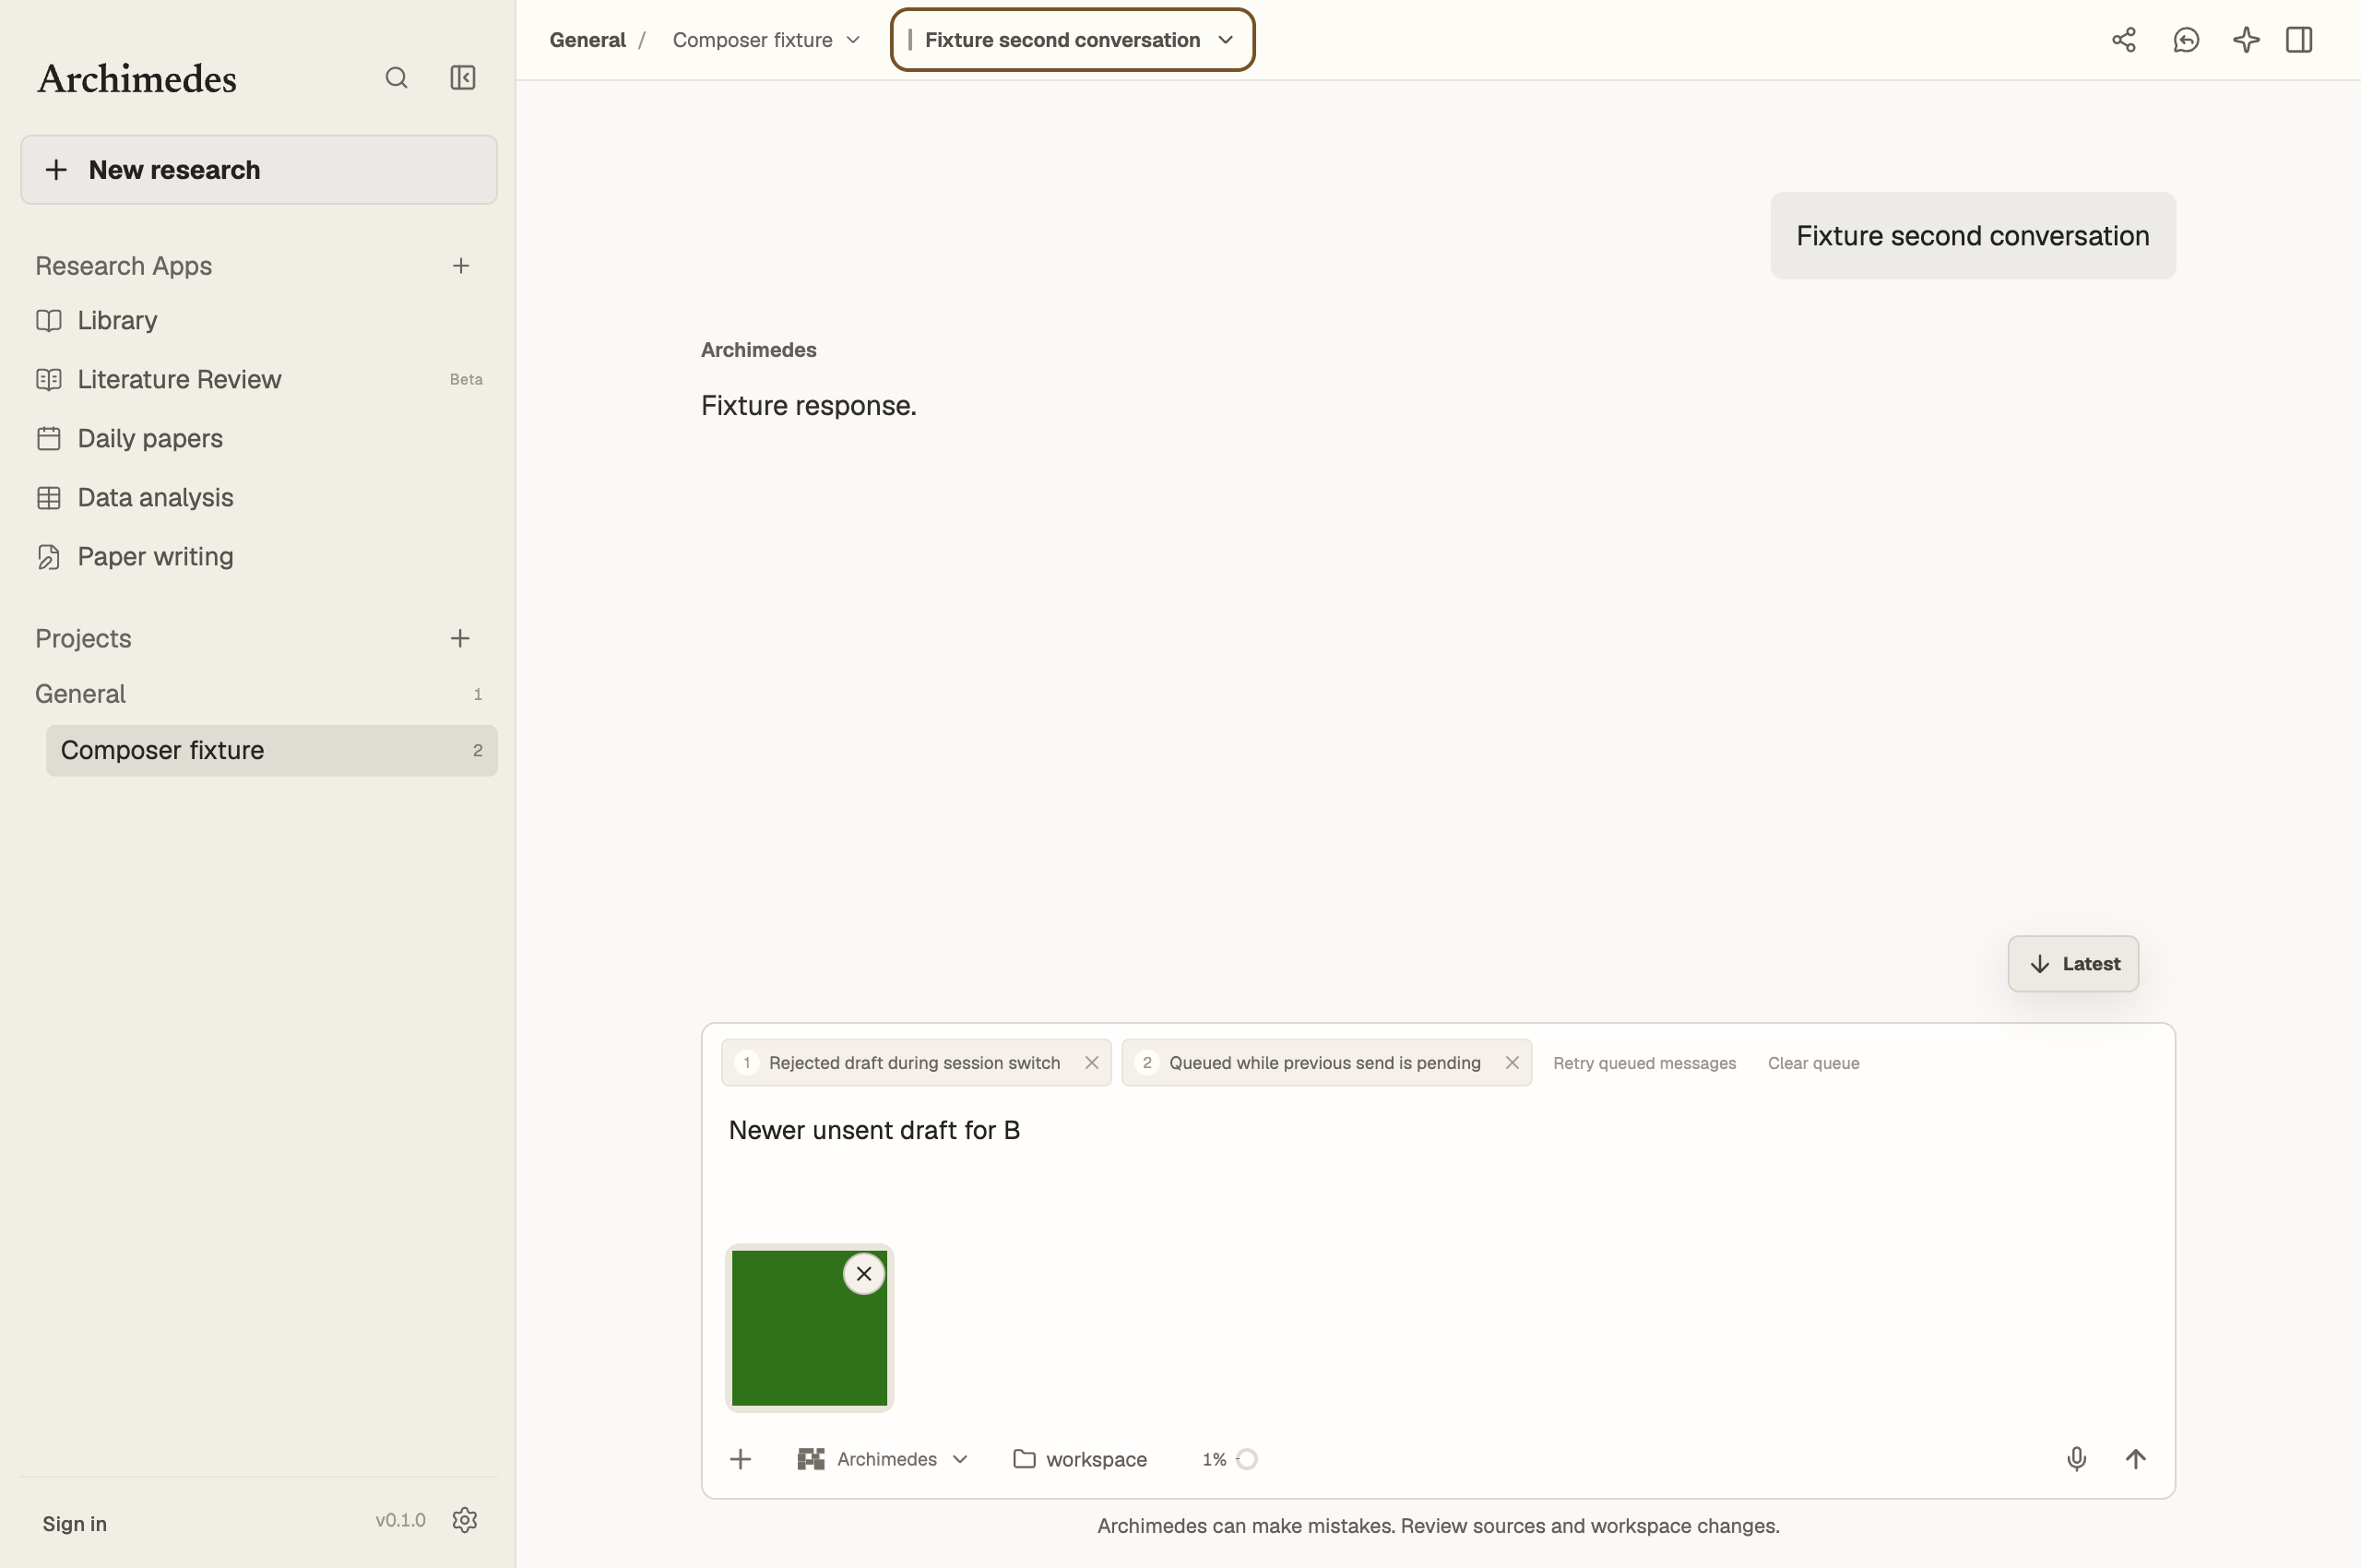 Archimedes
New research
Research Apps
Library
Literature Review Beta
Daily papers
Data analysis
Paper writing
Projects
General 1
Composer fixture 2
Sign in v0.1.0
General / Composer fixture Fixture second conversation
Fixture second conversation
Archimedes
Fixture response.
Latest
1 Rejected draft during session switch 2 Queued while previous send is pending Retry queued messages Clear queue
Newer unsent draft for B
Archimedes workspace 1%
Archimedes can make mistakes. Review sources and workspace changes.